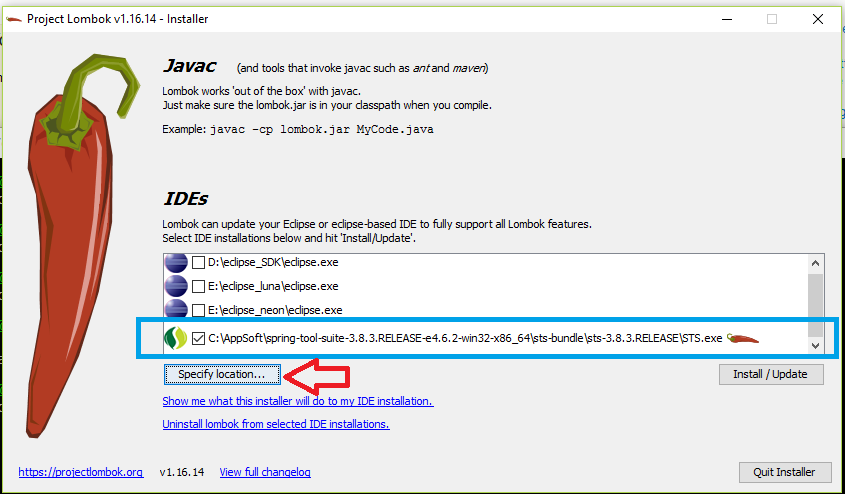 Project Lombok v1.16.14 - Installer
Javac (and tools that invoke javac such as ant and maven)
Lombok works 'out of the box' with javac.
Just make sure the lombok.jar is in your classpath when you compile.
Example: javac -cp lombok.jar MyCode.java
IDEs
Lombok can update your Eclipse or eclipse-based IDE to fully support all Lombok features.
Select IDE installations below and hit 'Install/Update'.
D:\eclipse_SDK\eclipse.exe
E:\eclipse_luna\eclipse.exe
E:\eclipse_neon\eclipse.exe
C:\AppSoft\spring-tool-suite-3.8.3.RELEASE-e4.6.2-win32-x86_64\sts-bundle\sts-3.8.3.RELEASE\STS.exe
Specify location... Install / Update
Show me what this installer will do to my IDE installation.
Uninstall lombok from selected IDE installations.
https://projectlombok.org v1.16.14 View full changelog Quit Installer